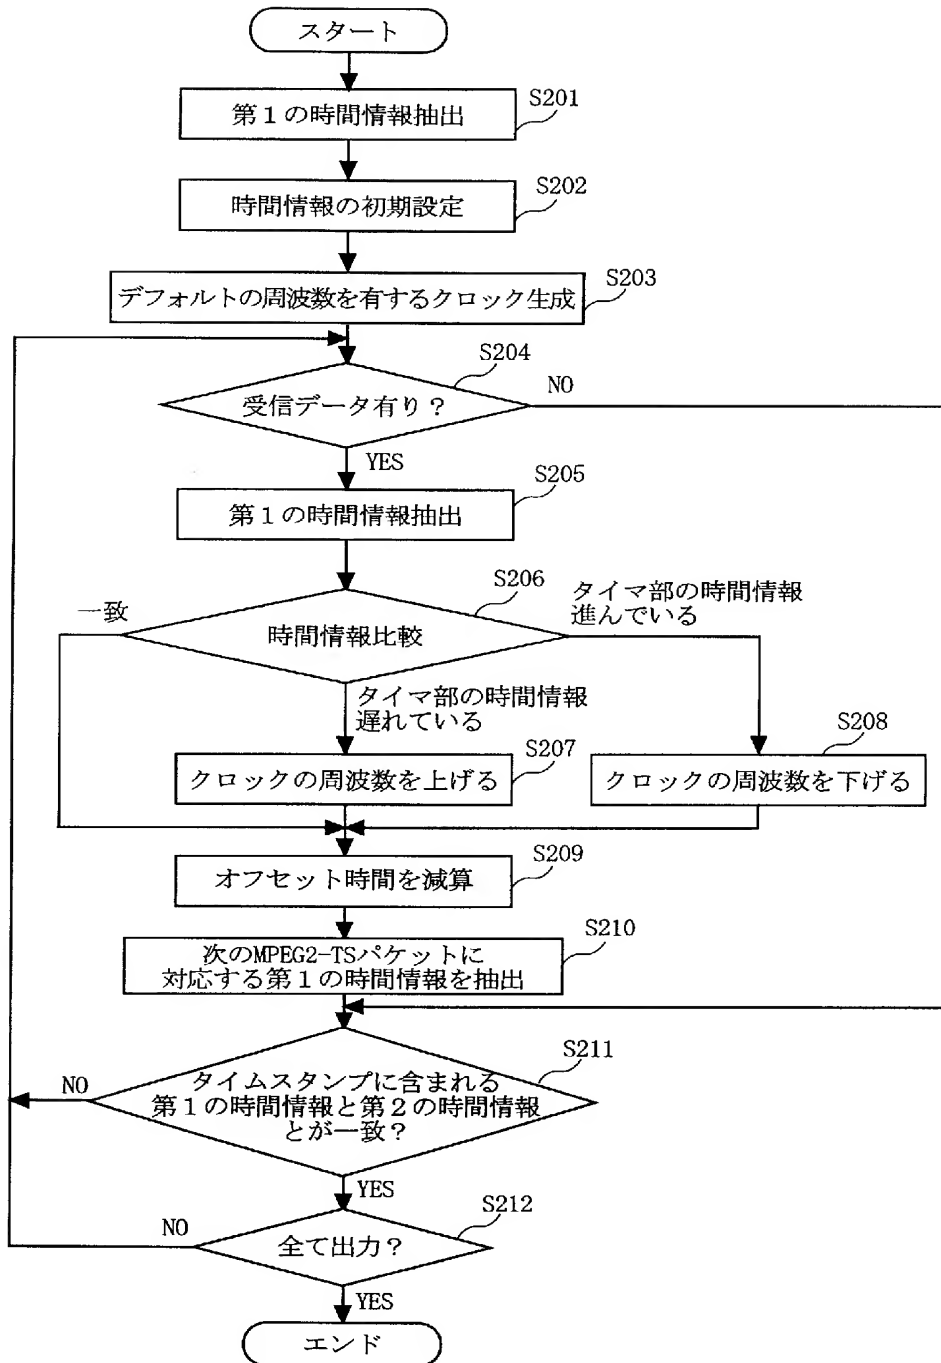 スタート
第1の時間情報抽出
S201
時間情報の初期設定
S202
デフォルトの周波数を有するクロック生成
S203
受信データ有り?
S204
NO
YES
第1の時間情報抽出
S205
時間情報比較
S206
一致
タイマ部の時間情報
進んでいる
タイマ部の時間情報
遅れている
クロックの周波数を上げる
S207
クロックの周波数を下げる
S208
オフセット時間を減算
S209
次のMPEG2-TSパケットに
対応する第1の時間情報を抽出
S210
タイムスタンプに含まれる
第1の時間情報と第2の時間情報
とが一致?
S211
NO
YES
全て出力?
S212
NO
YES
エンド